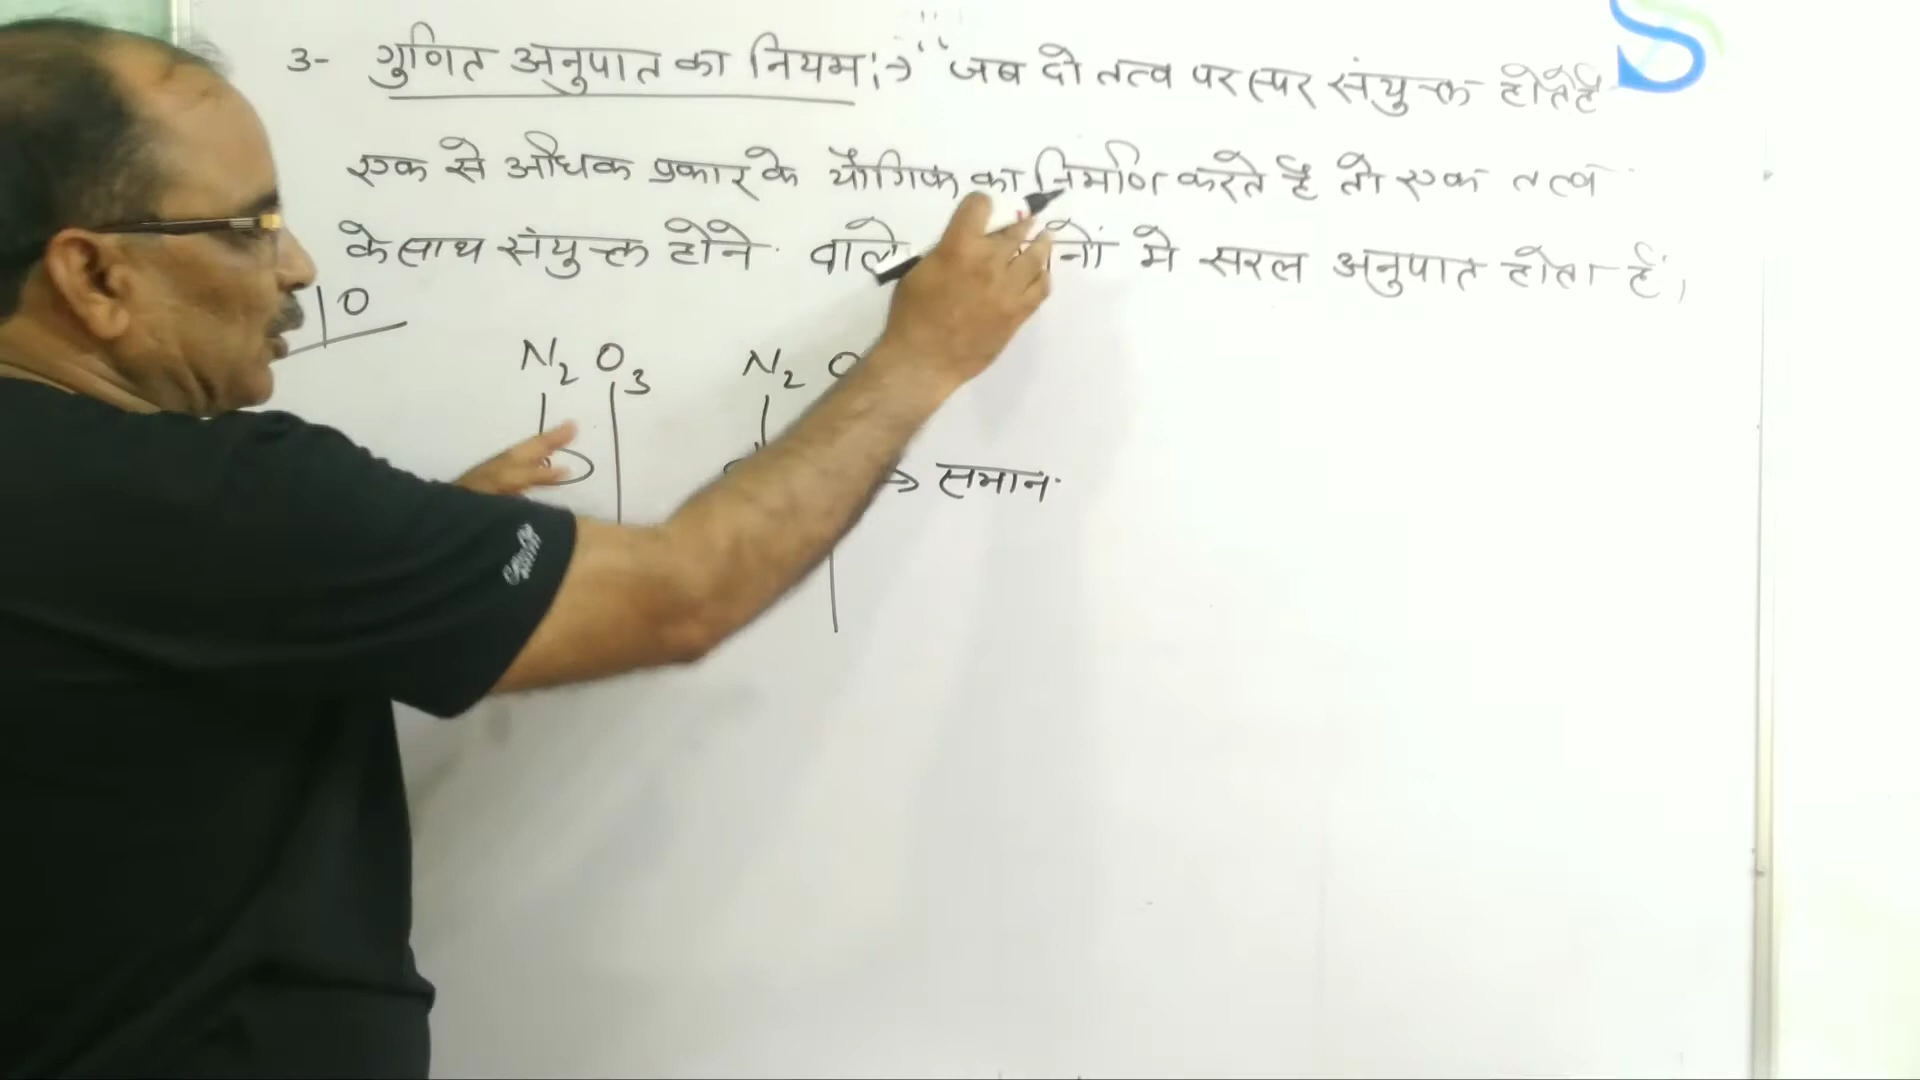 3- गुणित अनुपात का नियम:→ " जब दो तत्व परस्पर संयुक्त होते है
एक से अधिक प्रकार के यौगिक का निर्माण करते है तो एक तत्व
के साथ संयुक्त होने वाले में सरल अनुपात होता है।
O
N₂ O₃ N₂ O
→ समान